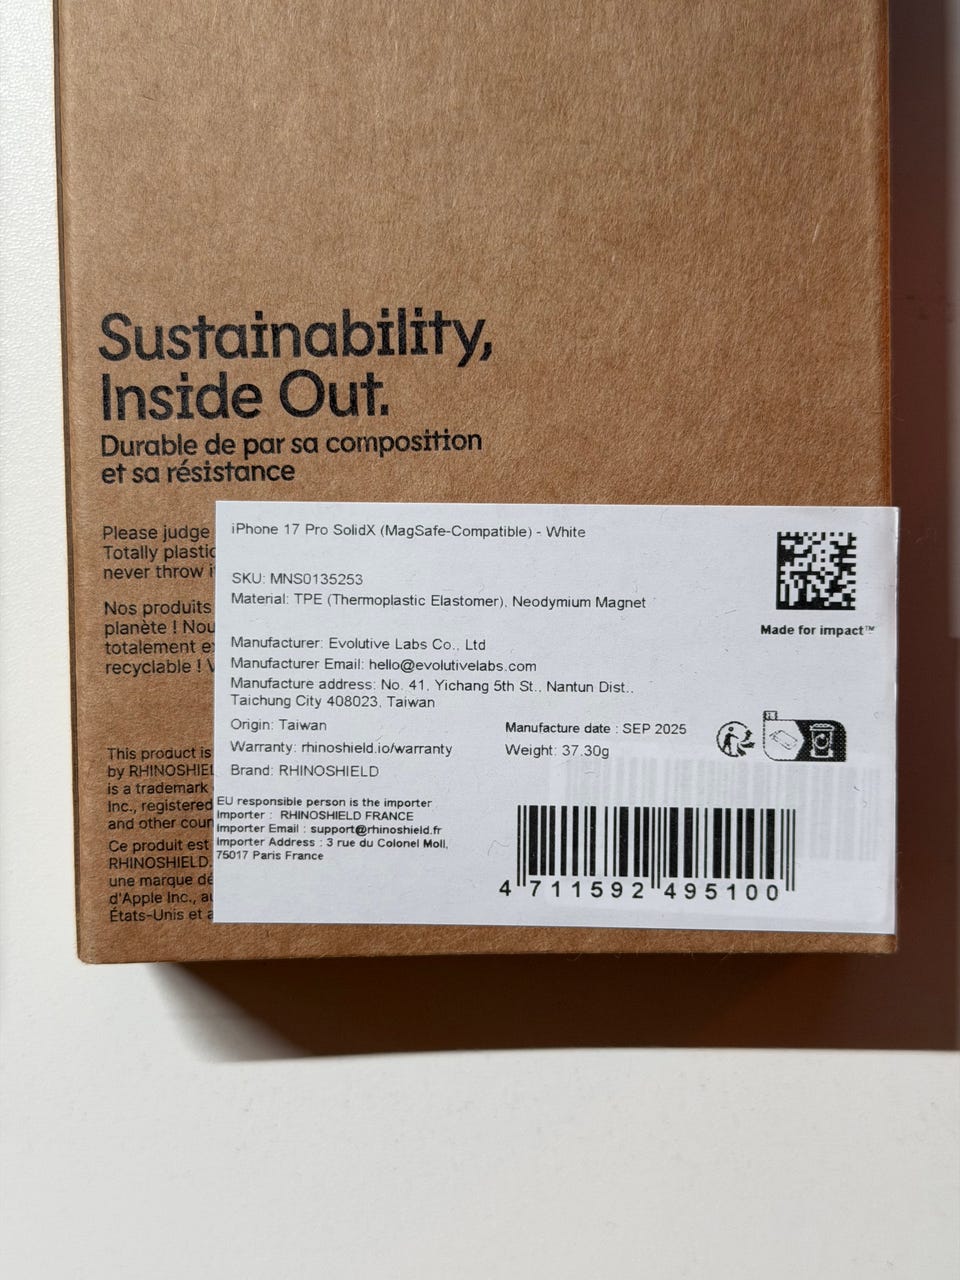 Sustainability,
Inside Out.
Durable de par sa composition
et sa résistance
Please judge
Totally plastic
never throw i
Nos produits
planète ! Nou
totalement e
recyclable !
This product is
by RHINOSHIEL
is a trademark
Inc., registered
and other cour
Ce produit est
RHINOSHIELD.
une marque dé
d'Apple Inc., au
États-Unis et a
iPhone 17 Pro SolidX (MagSafe-Compatible) - White
SKU: MNS0135253
Material: TPE (Thermoplastic Elastomer), Neodymium Magnet
Made for impact™
Manufacturer: Evolutive Labs Co., Ltd
Manufacturer Email: hello@evolutivelabs.com
Manufacture address: No. 41, Yichang 5th St., Nantun Dist.,
Taichung City 408023, Taiwan
Origin: Taiwan
Manufacture date : SEP 2025
Warranty: rhinoshield.io/warranty
Weight: 37.30g
Brand: RHINOSHIELD
EU responsible person is the importer
Importer : RHINOSHIELD FRANCE
Importer Email : support@rhinoshield.fr
Importer Address : 3 rue du Colonel Moll,
75017 Paris France
4 711592 495100